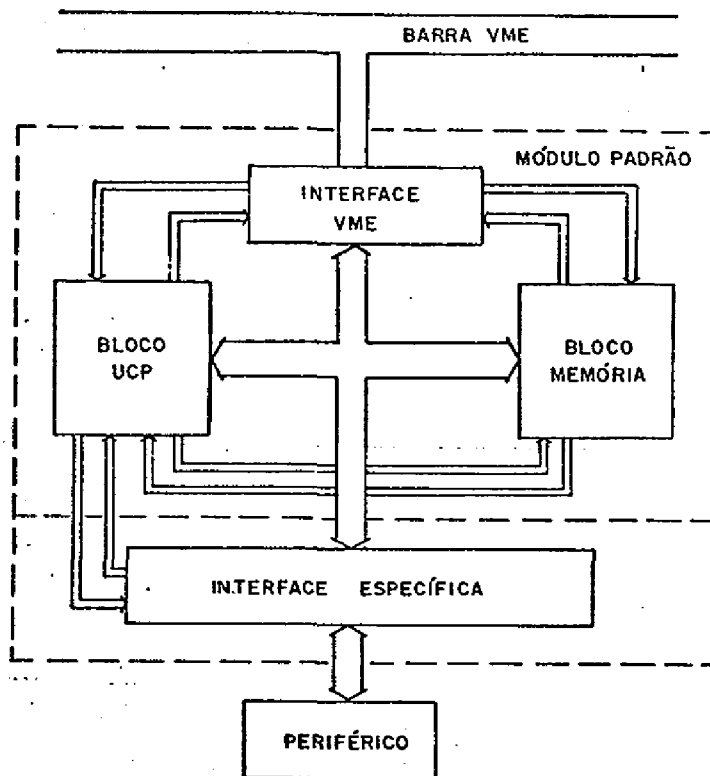 BARRA VME
MÓDULO PADRÃO
INTERFACE
VME
BLOCO
UCP
BLOCO
MEMÓRIA
INTERFACE ESPECÍFICA
PERIFÉRICO